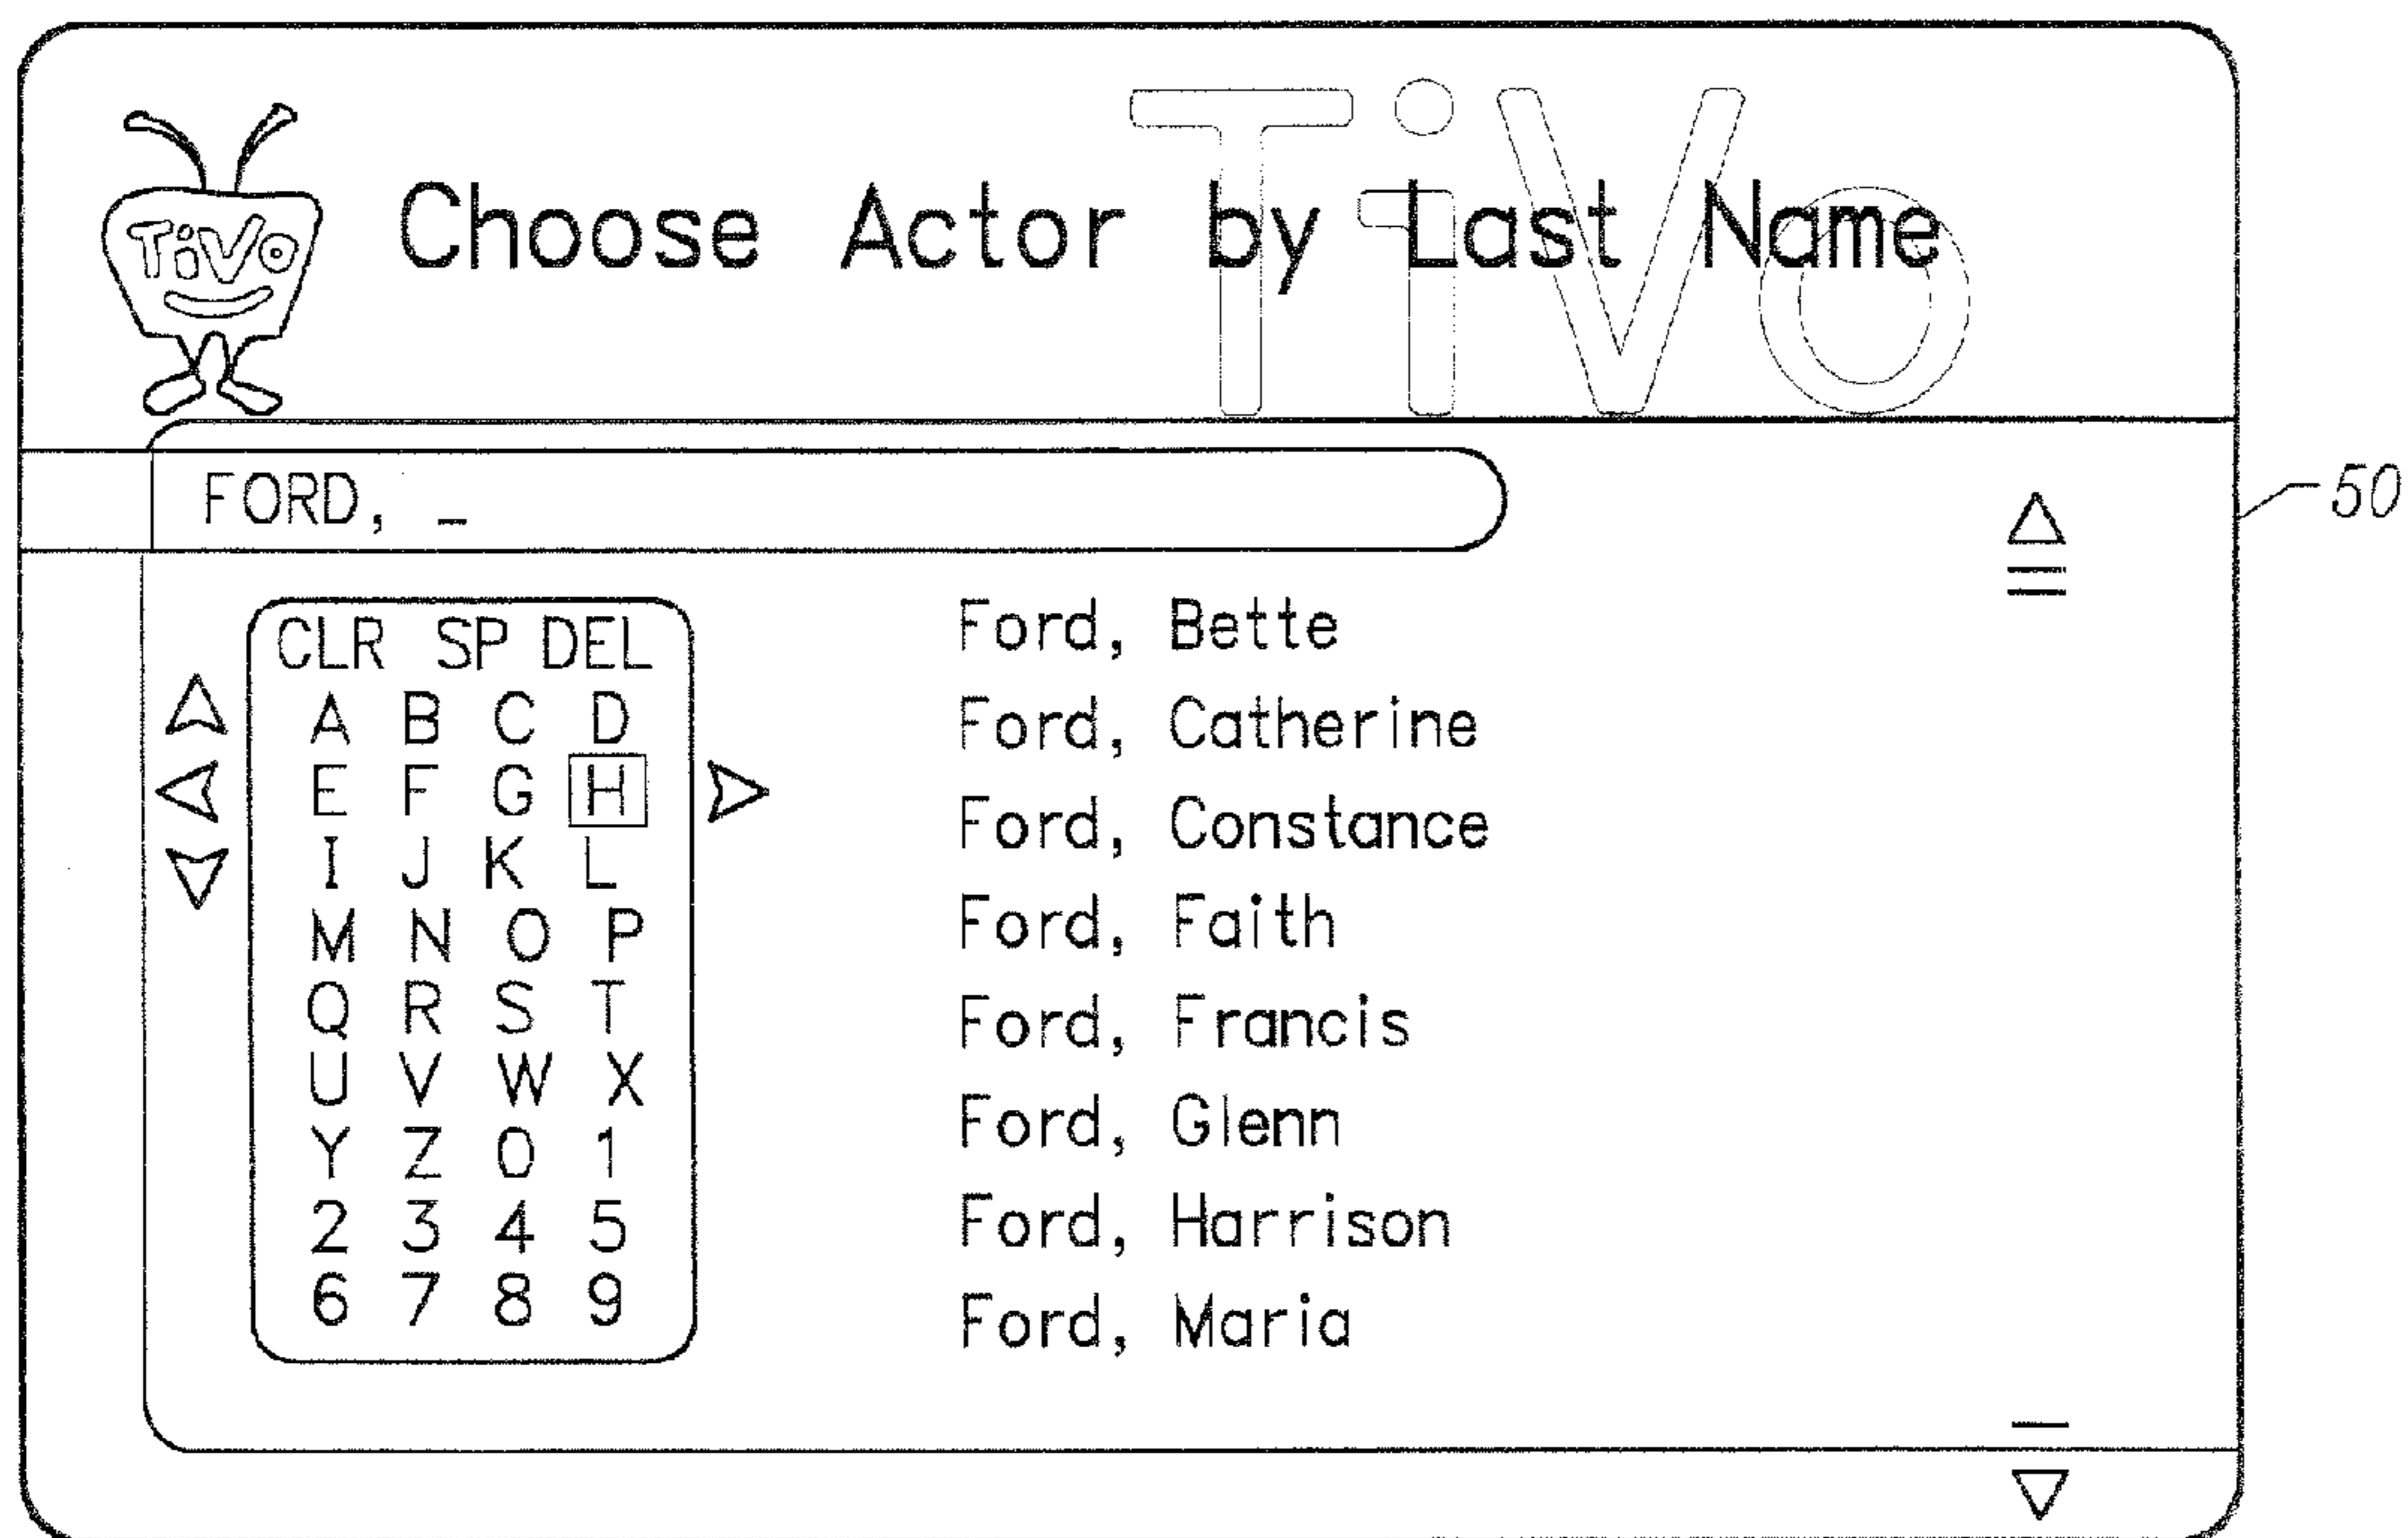 TiVo
TiVo
Choose Actor by Last Name
FORD, _
50
CLR SP DEL
A B C D
E F G H
I J K L
M N O P
Q R S T
U V W X
Y Z 0 1
2 3 4 5
6 7 8 9
Ford, Bette
Ford, Catherine
Ford, Constance
Ford, Faith
Ford, Francis
Ford, Glenn
Ford, Harrison
Ford, Maria